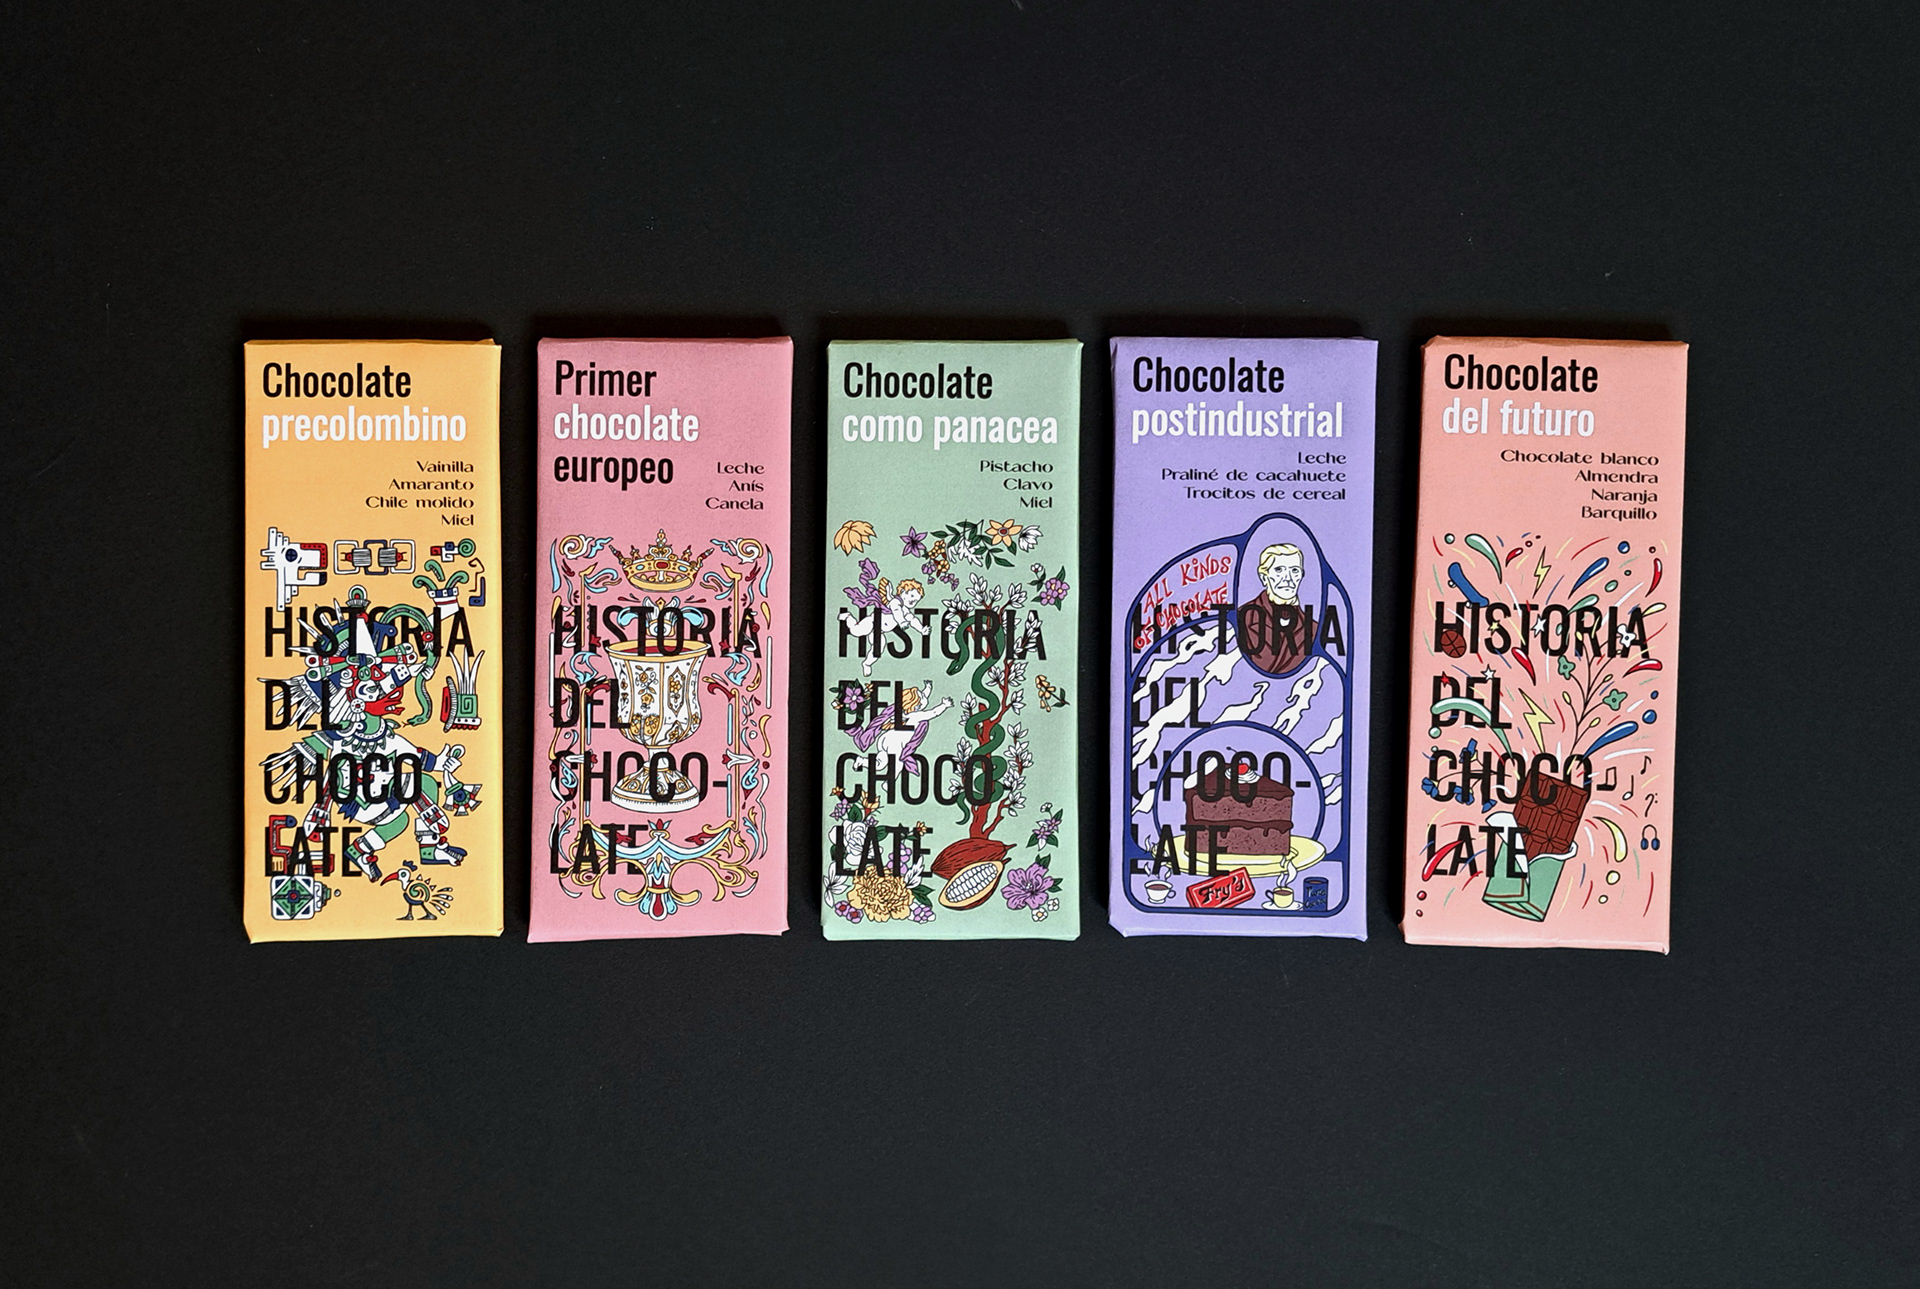 Chocolate
precolombino
Vainilla
Amaranto
Chile molido
Miel
HISTORIA
DEL
CHOCO-
LATE
Primer
chocolate
europeo
Leche
Anís
Canela
HISTORIA
DEL
CHOCO-
LATE
Chocolate
como panacea
Pistacho
Clavo
Miel
HISTORIA
DEL
CHOCO
LATE
Chocolate
postindustrial
Leche
Praliné de cacahuete
Trocitos de cereal
ALL KINDS
OF CHOCOLATE
HISTORIA
DEL
CHOCO-
LATE
Fry's
Chocolate
del futuro
Chocolate blanco
Almendra
Naranja
Barquillo
HISTORIA
DEL
CHOCO-
LATE